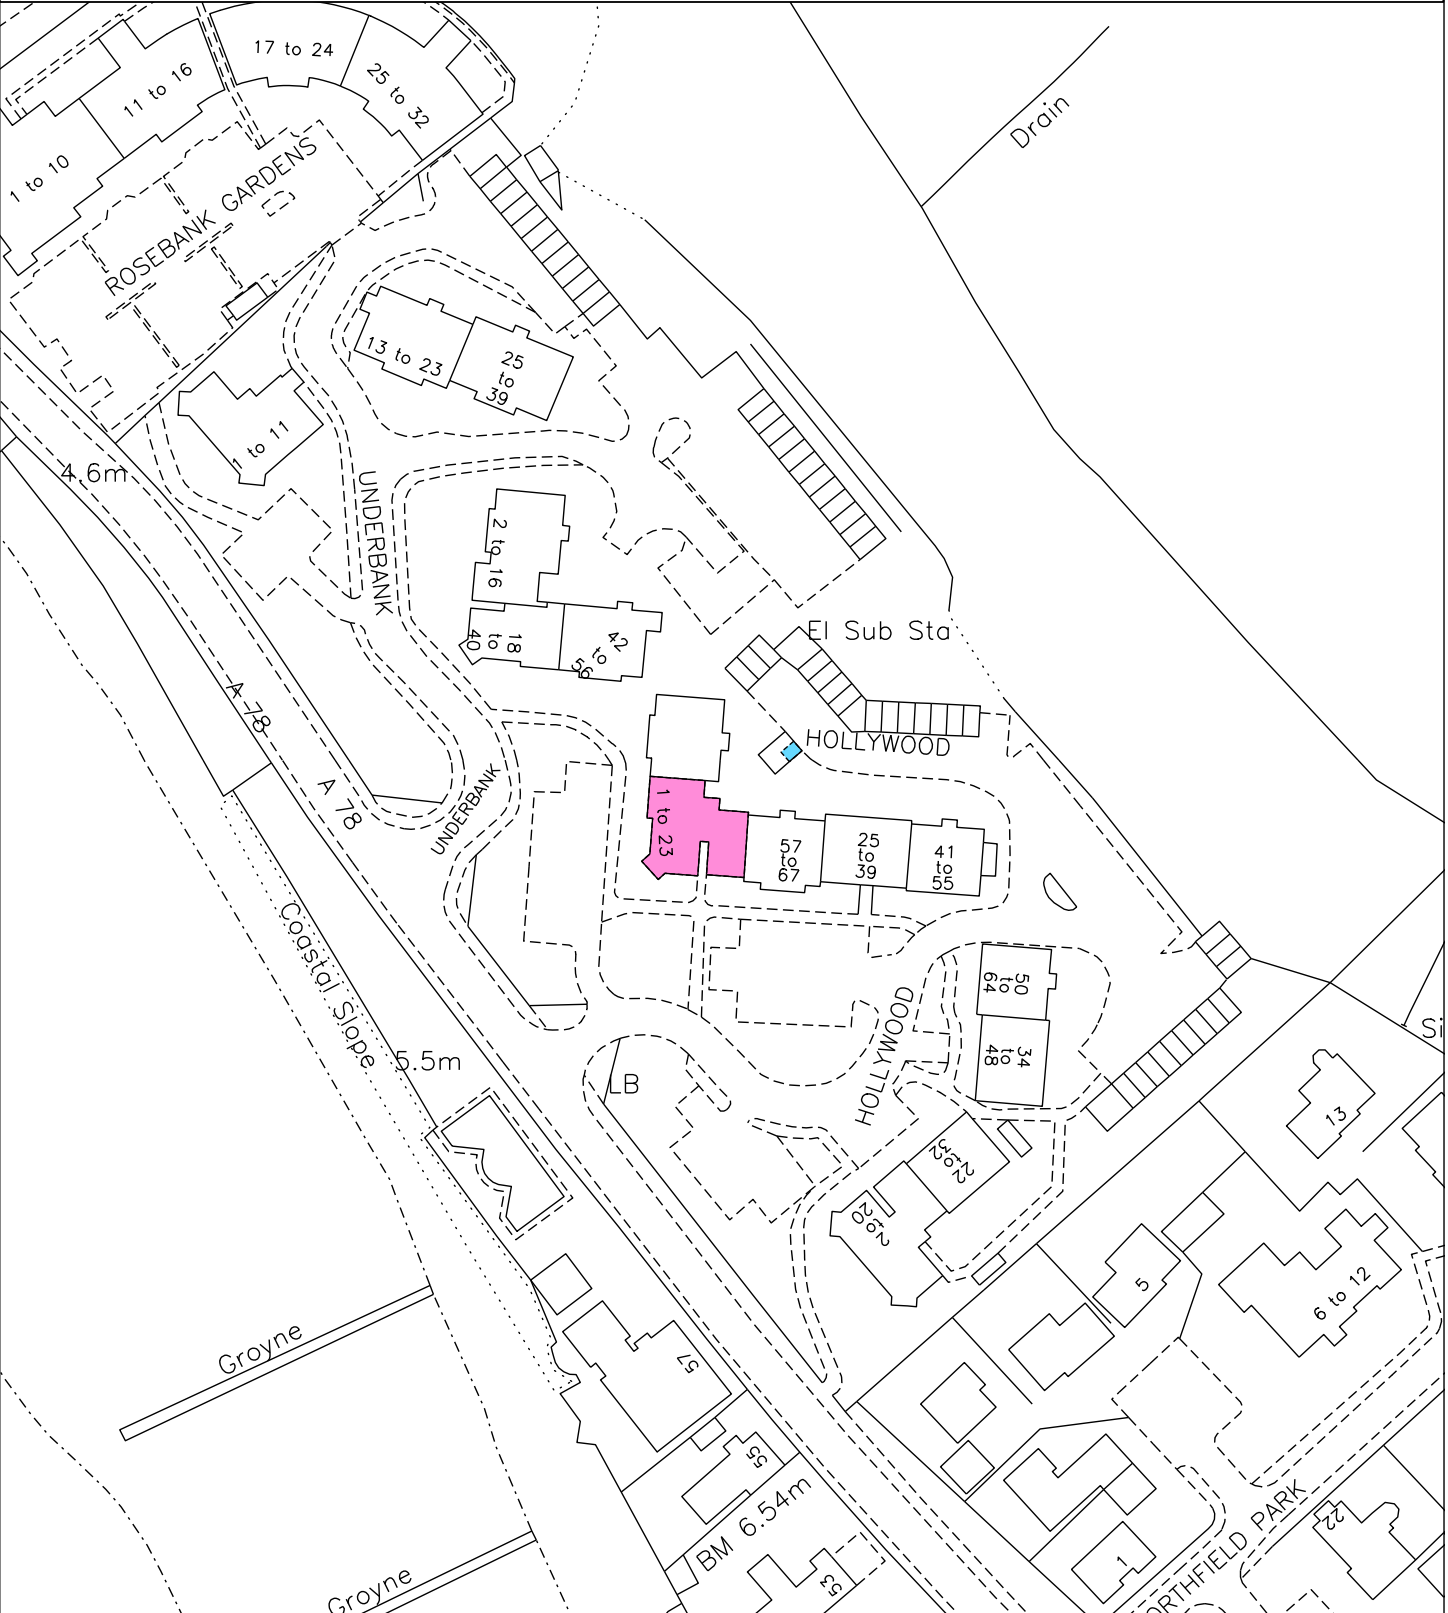 17 to 24
11 to 16
25 to 32
1 to 10
Drain
ROSEBANK GARDENS
13 to 23
25
to
39
1 to 11
4.6m
UNDERBANK
2 to 16
18
to
40
42
to
56
El Sub Sta
A 78
HOLLYWOOD
UNDERBANK
A 78
1 to 23
57
to
67
25
to
39
41
to
55
Coastal Slope
50
to
64
HOLLYWOOD
34
to
48
Si
5.5m
LB
13
22
to
32
2 to 20
5
6 to 12
Groyne
57
55
BM 6.54m
22
ORTHFIELD PARK
1
53
Groyne